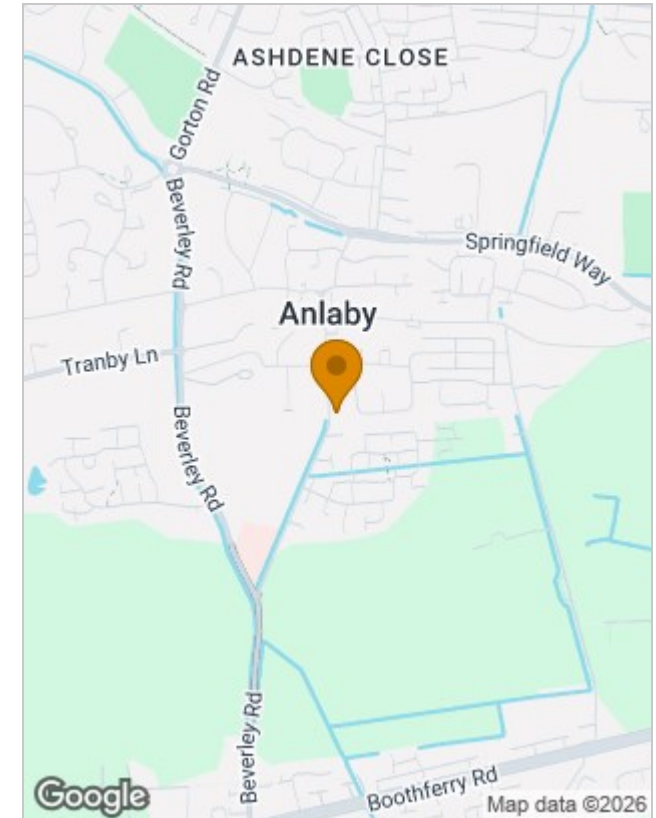 ASHDENE CLOSE
Gorton Rd
Beverley Rd
Springfield Way
Anlaby
Tranby Ln
Beverley Rd
Beverley Rd
Boothferry Rd
Google
Map data ©2026